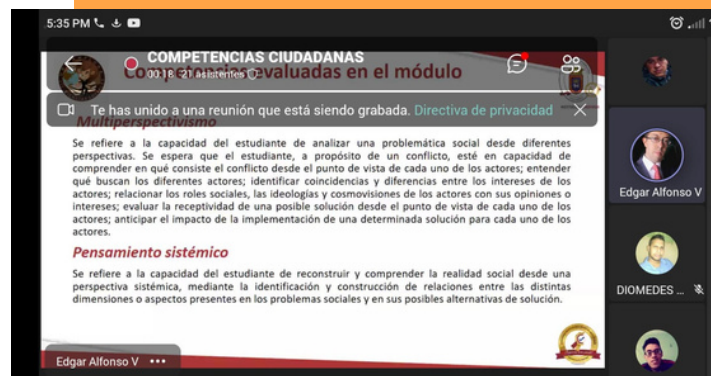 5:35 PM
COMPETENCIAS CIUDADANAS
00:18 21 asistentes
Competencias evaluadas en el módulo
Te has unido a una reunión que está siendo grabada. Directiva de privacidad
Multiperspectivismo
Se refiere a la capacidad del estudiante de analizar una problemática social desde diferentes
perspectivas. Se espera que el estudiante, a propósito de un conflicto, esté en capacidad de
comprender en qué consiste el conflicto desde el punto de vista de cada uno de los actores; entender
qué buscan los diferentes actores; identificar coincidencias y diferencias entre los intereses de los
actores; relacionar los roles sociales, las ideologías y cosmovisiones de los actores con sus opiniones o
intereses; evaluar la receptividad de una posible solución desde el punto de vista de cada uno de los
actores; anticipar el impacto de la implementación de una determinada solución para cada uno de los
actores.
Pensamiento sistémico
Se refiere a la capacidad del estudiante de reconstruir y comprender la realidad social desde una
perspectiva sistémica, mediante la identificación y construcción de relaciones entre las distintas
dimensiones o aspectos presentes en los problemas sociales y en sus posibles alternativas de solución.
Edgar Alfonso V
Edgar Alfonso V
DIOMEDES ...